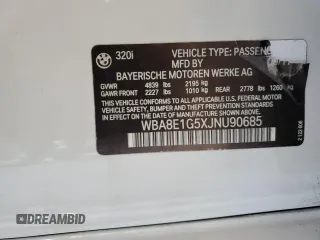 BMW 320i VEHICLE TYPE: PASSEN
MFD BY
BAYERISCHE MOTOREN WERKE AG
GVWR 4839 lbs 2195 kg
GAWR FRONT 2227 lbs 1010 kg REAR 2778 lbs 1260 kg
THIS VEHICLE CONFORMS TO ALL APPLICABLE FEDERAL MOTOR
VEHICLE SAFETY, BUMPER AND THEFT PREVENTION STANDARDS
IN EFFECT ON THE DATE OF MANUFACTURE SHOWN ABOVE.
WBA8E1G5XJNU90685
DREAMBID